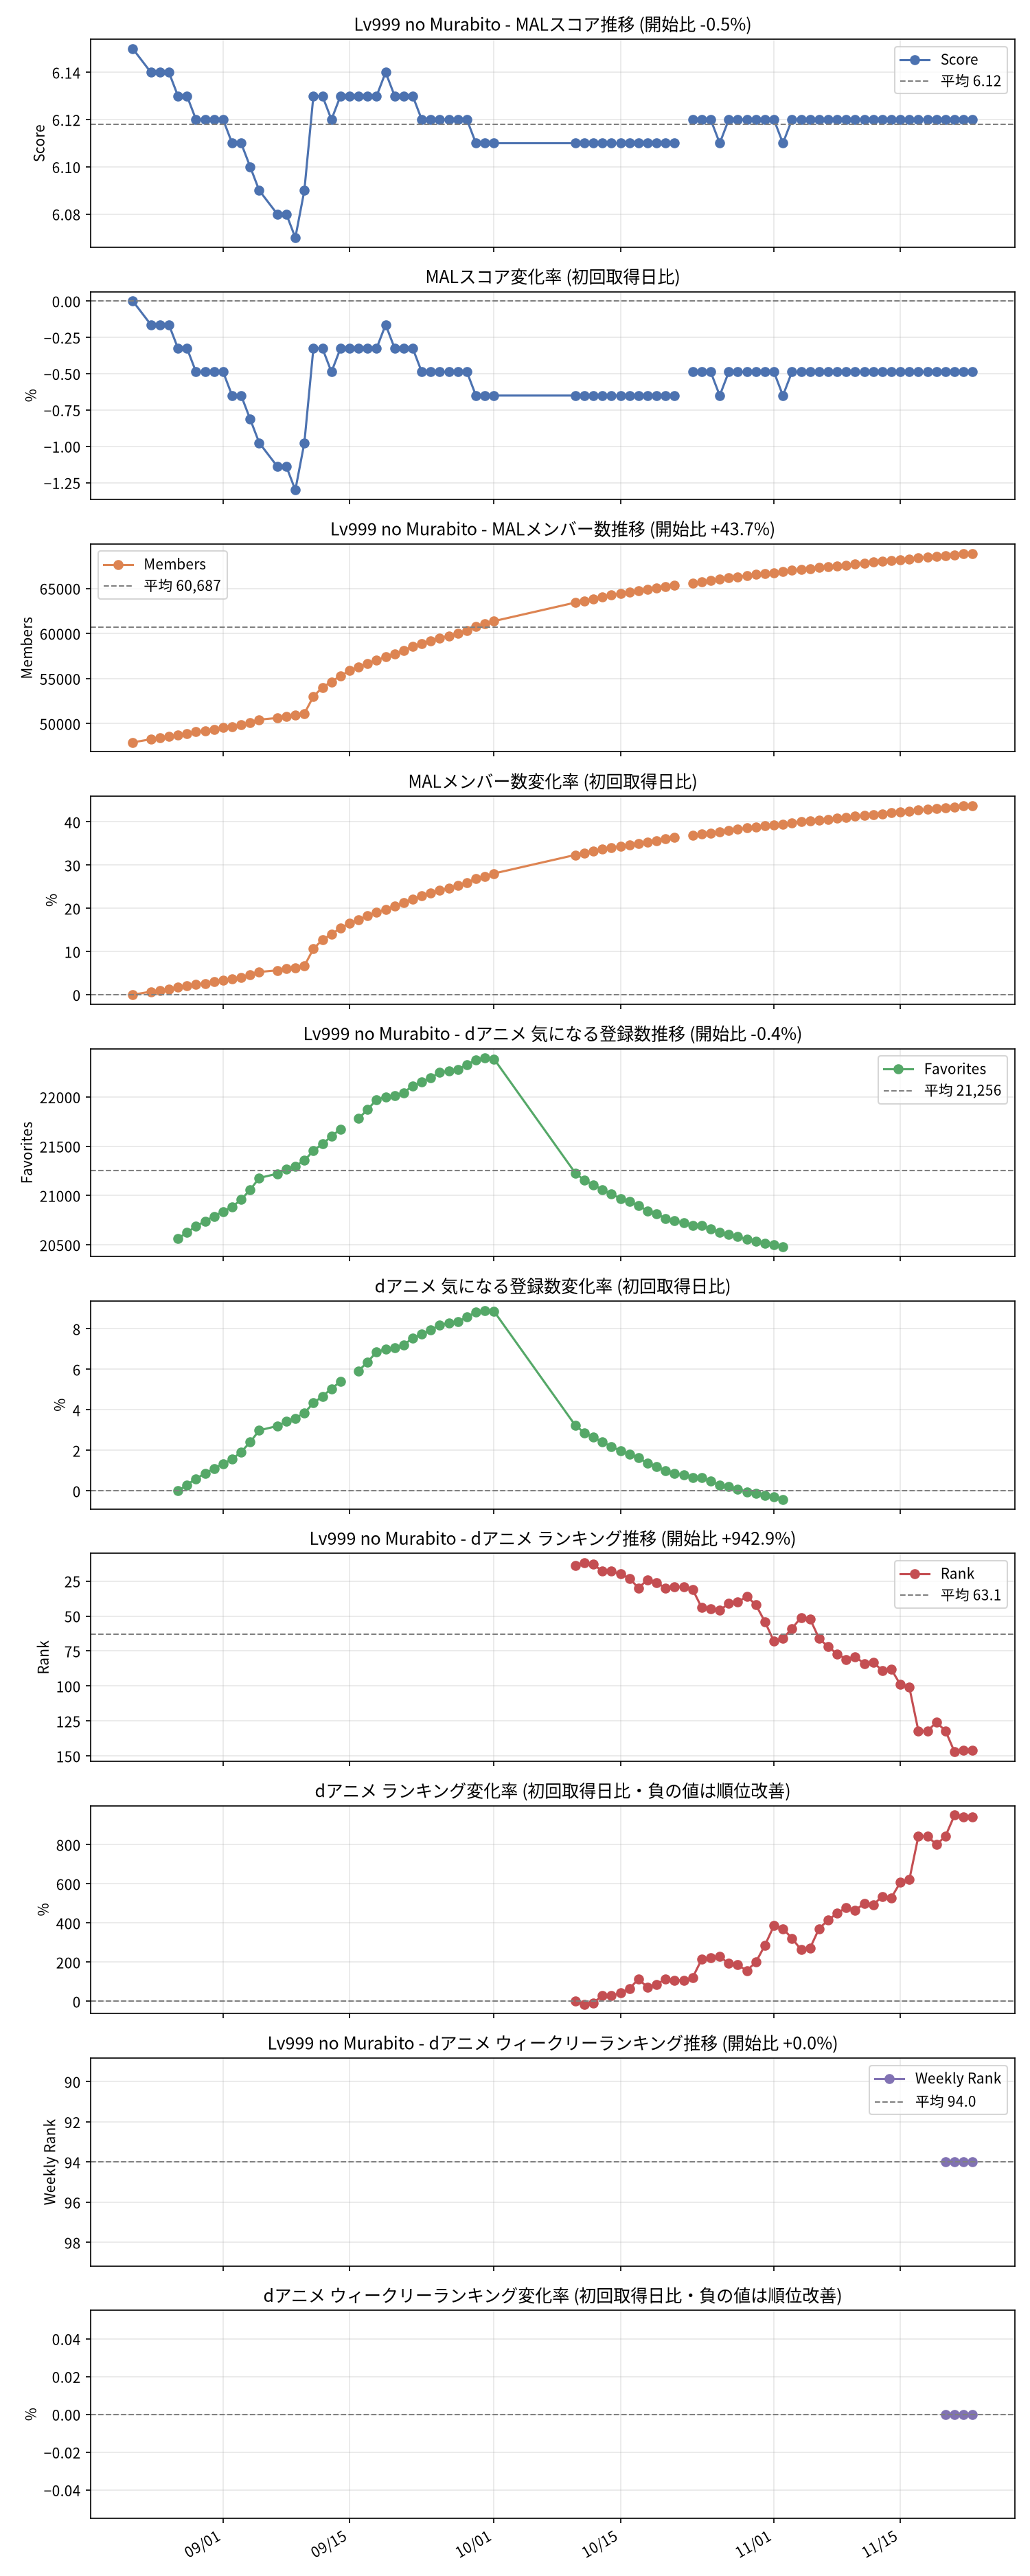 Lv999 no Murabito - MALスコア推移 (開始比 -0.5%)
Score
平均 6.12
6.14
6.12
6.10
6.08
Score
MALスコア変化率 (初回取得日比)
0.00
−0.25
−0.50
−0.75
−1.00
−1.25
%
Lv999 no Murabito - MALメンバー数推移 (開始比 +43.7%)
Members
平均 60,687
65000
60000
55000
50000
Members
MALメンバー数変化率 (初回取得日比)
40
30
20
10
0
%
Lv999 no Murabito - dアニメ 気になる登録数推移 (開始比 -0.4%)
Favorites
平均 21,256
22000
21500
21000
20500
Favorites
dアニメ 気になる登録数変化率 (初回取得日比)
8
6
4
2
0
%
Lv999 no Murabito - dアニメ ランキング推移 (開始比 +942.9%)
Rank
平均 63.1
25
50
75
100
125
150
Rank
dアニメ ランキング変化率 (初回取得日比・負の値は順位改善)
800
600
400
200
0
%
Lv999 no Murabito - dアニメ ウィークリーランキング推移 (開始比 +0.0%)
Weekly Rank
平均 94.0
90
92
94
96
98
Weekly Rank
dアニメ ウィークリーランキング変化率 (初回取得日比・負の値は順位改善)
0.04
0.02
0.00
−0.02
−0.04
%
09/01
09/15
10/01
10/15
11/01
11/15